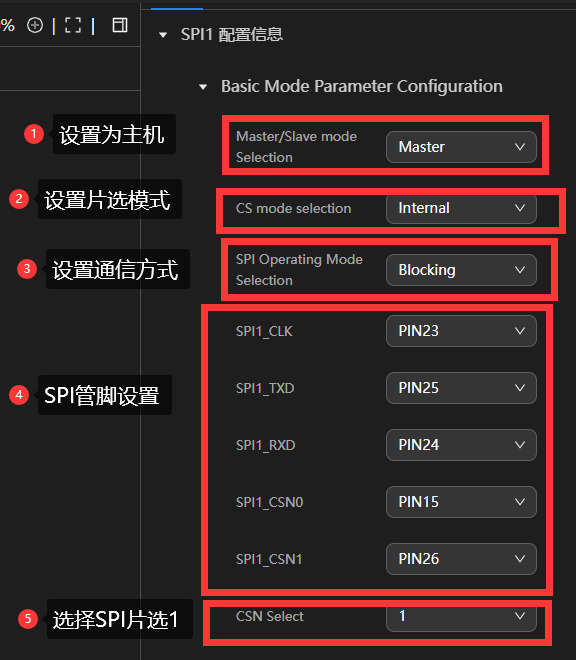 %
SPI1 配置信息
Basic Mode Parameter Configuration
1 设置为主机
Master/Slave mode
Selection
Master
2 设置片选模式
CS mode selection
Internal
3 设置通信方式
SPI Operating Mode
Selection
Blocking
4 SPI管脚设置
SPI1_CLK
PIN23
SPI1_TXD
PIN25
SPI1_RXD
PIN24
SPI1_CSN0
PIN15
SPI1_CSN1
PIN26
5 选择SPI片选1
CSN Select
1